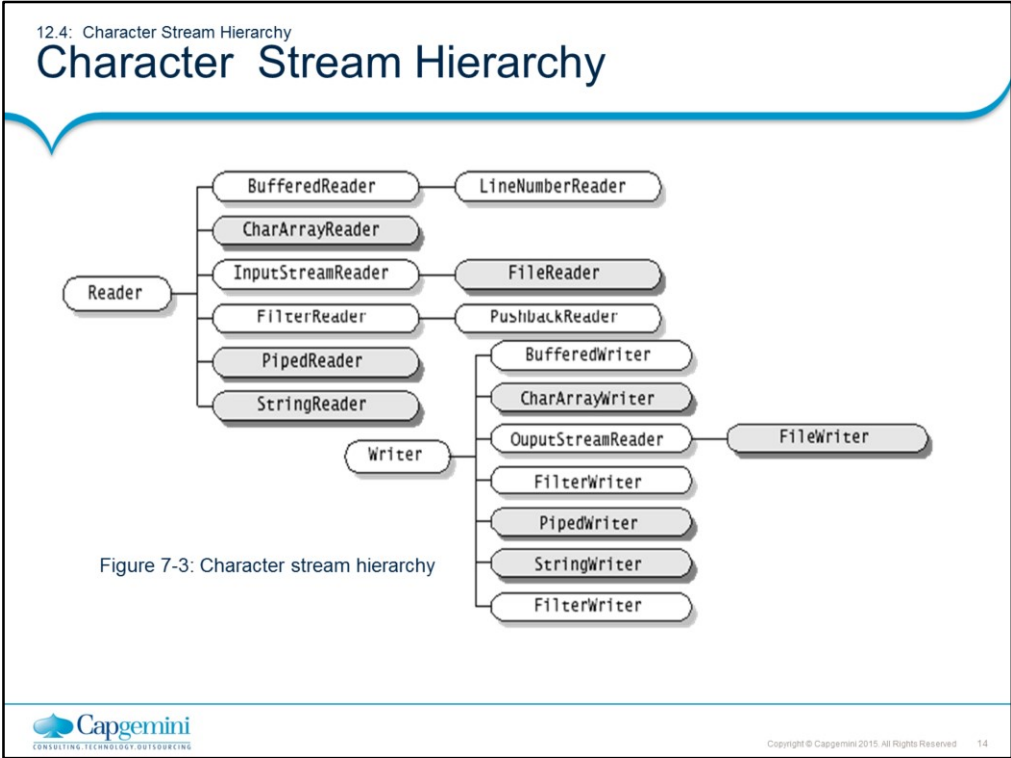 12.4: Character Stream Hierarchy
Character Stream Hierarchy
BufferedReader
LineNumberReader
CharArrayReader
InputStreamReader
FileReader
Reader
FilterReader
PushbackReader
PipedReader
StringReader
BufferedWriter
CharArrayWriter
OuputStreamReader
FileWriter
Writer
FilterWriter
PipedWriter
StringWriter
FilterWriter
Figure 7-3: Character stream hierarchy
Capgemini
CONSULTING.TECHNOLOGY.OUTSOURCING
Copyright © Capgemini 2015. All Rights Reserved 14